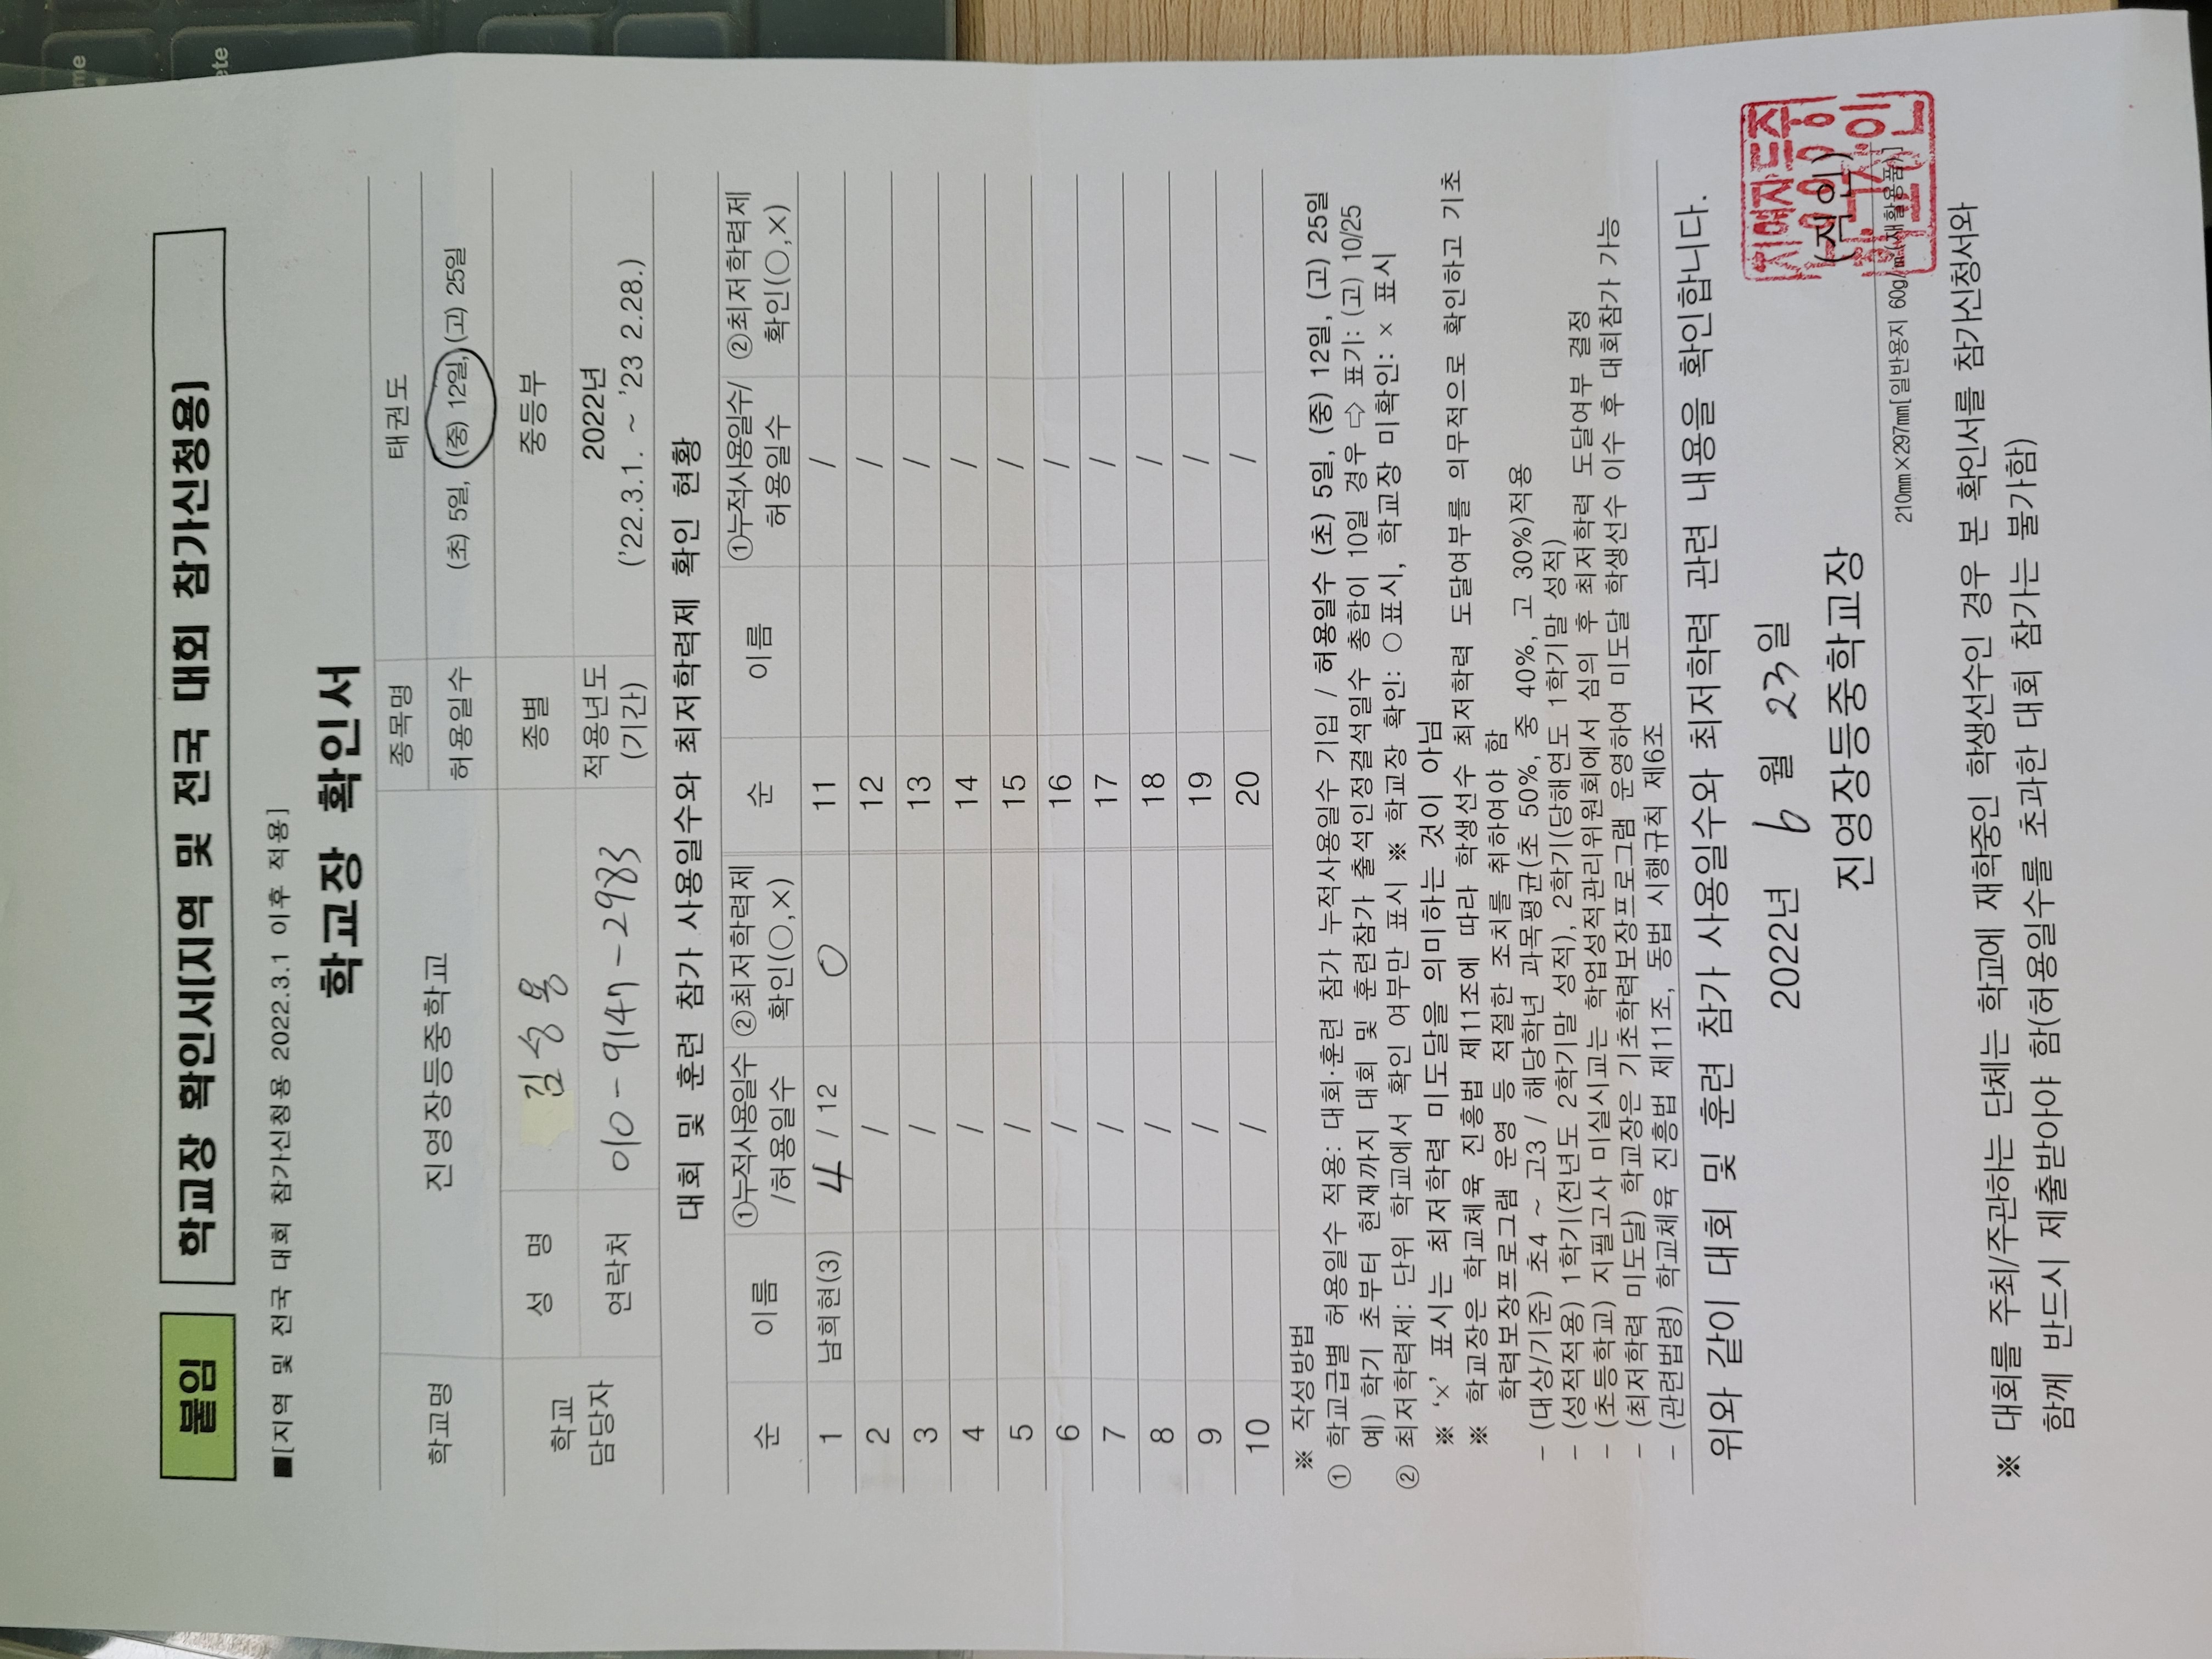 붙임
학교장 확인서[지역 및 전국 대회 참가신청용]
■[지역 및 전국 대회 참가신청용 2022.3.1 이후 적용]
학교장 확인서
학교명 진영장등중학교 종목명 태권도
허용일수 (초) 5일, (중) 12일, (고) 25일
학교 담당자 성 명 김승용 종별 중등부
연락처 010-9147-2983 적용년도 (기간) 2022년 ('22.3.1. ~ '23 2.28.)
대회 및 훈련 참가 사용일수와 최저학력제 확인 현황
순 이름 ①누적사용일수/허용일수 ②최저학력제 확인(○,×) 순 이름 ①누적사용일수/허용일수 ②최저학력제 확인(○,×)
1 남희현(3) 4 / 12 ○ 11 /
2 / 12 /
3 / 13 /
4 / 14 /
5 / 15 /
6 / 16 /
7 / 17 /
8 / 18 /
9 / 19 /
10 / 20 /
※ 작성방법
① 학교급별 허용일수 적용: 대회·훈련 참가 누적사용일수 기입 / 허용일수 (초) 5일, (중) 12일, (고) 25일
예) 학기 초부터 현재까지 대회 및 훈련참가 출석인정결석일수 총합이 10일 경우 ⇨ 표기: (고) 10/25
② 최저학력제: 단위 학교에서 확인 여부만 표시 ※ 학교장 확인: ○표시, 학교장 미확인: × 표시
※ '×' 표시는 최저학력 미도달을 의미하는 것이 아님
※ 학교장은 학교체육 진흥법 제11조에 따라 학생선수 최저학력 도달여부를 의무적으로 확인하고 기초
학력보장프로그램 운영 등 적절한 조치를 취하여야 함
- (대상/기준) 초4 ~ 고3 / 해당학년 과목평균(초 50%, 중 40%, 고 30%)적용
- (성적적용) 1학기(전년도 2학기말 성적), 2학기(당해연도 1학기말 성적)
- (초등학교) 지필고사 미실시교는 학업성적관리위원회에서 심의 후 최저학력 도달여부 결정
- (최저학력 미도달) 학교장은 기초학력보장프로그램 운영하여 미도달 학생선수 이수 후 대회참가 가능
- (관련법령) 학교체육 진흥법 제11조, 동법 시행규칙 제6조
위와 같이 대회 및 훈련 참가 사용일수와 최저학력 관련 내용을 확인합니다.
2022년 6 월 23일
진영장등중학교장 (직인)
210mm×297mm[일반용지 60g/㎡(재활용품)]
※ 대회를 주최/주관하는 단체는 학교에 재학중인 학생선수인 경우 본 확인서를 참가신청서와
함께 반드시 제출받아야 함(허용일수를 초과한 대회 참가는 불가함)